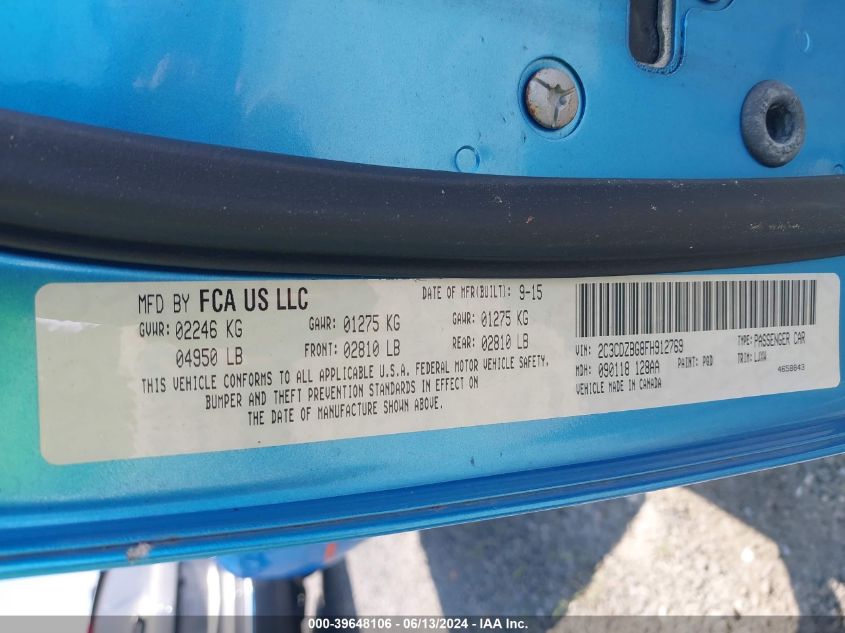 MFD BY FCA US LLC DATE OF MFR(BUILT): 9-15
GVWR: 02246 KG GAWR: 01275 KG GAWR: 01275 KG
04950 LB FRONT: 02810 LB REAR: 02810 LB
THIS VEHICLE CONFORMS TO ALL APPLICABLE U.S.A. FEDERAL MOTOR VEHICLE SAFETY,
BUMPER AND THEFT PREVENTION STANDARDS IN EFFECT ON
THE DATE OF MANUFACTURE SHOWN ABOVE.
VIN: 2C3CDZBG8FH912769 TYPE: PASSENGER CAR
MDH: 090118 128AA PAINT: PQD TRIM: LJXW
VEHICLE MADE IN CANADA 4658643
000-39648106 - 06/13/2024 - IAA Inc.